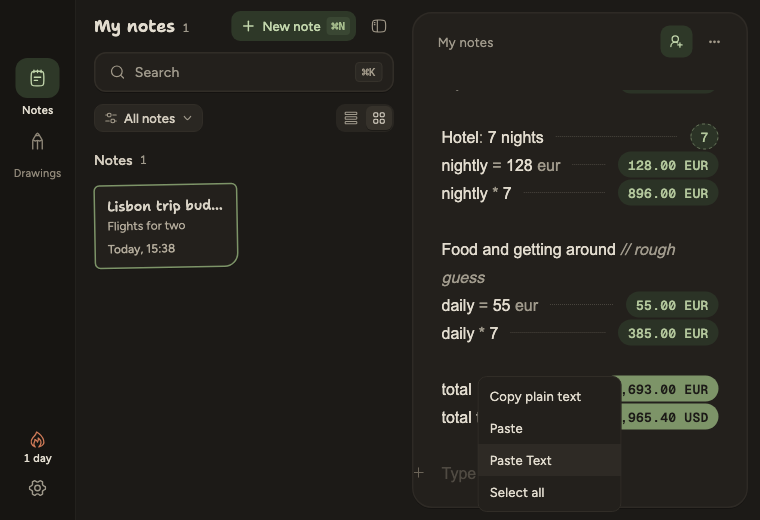 Notes
Drawings
1 day
My notes 1
New note ⌘N
Search ⌘K
All notes
Notes 1
Lisbon trip bud...
Flights for two
Today, 15:38
My notes
Hotel: 7 nights 7
nightly = 128 eur 128.00 EUR
nightly * 7 896.00 EUR
Food and getting around // rough
guess
daily = 55 eur 55.00 EUR
daily * 7 385.00 EUR
total ,693.00 EUR
total ,965.40 USD
Type
Copy plain text
Paste
Paste Text
Select all